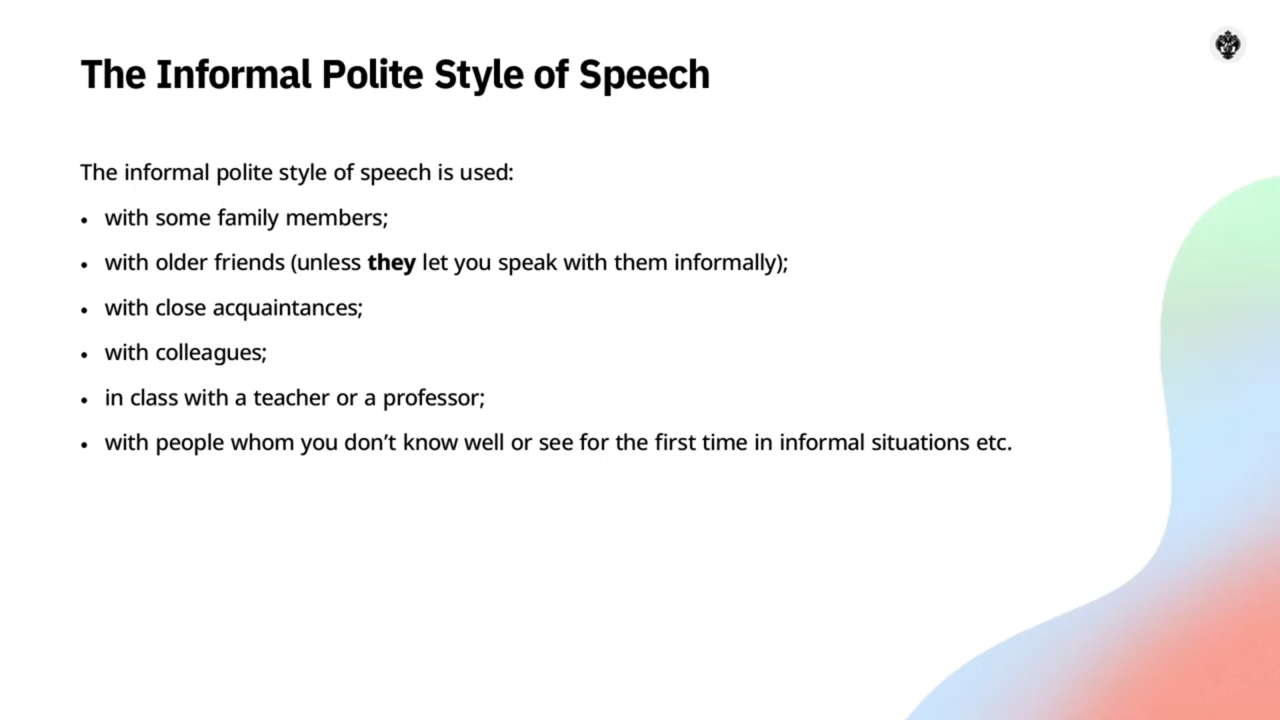 The Informal Polite Style of Speech
The informal polite style of speech is used:
• with some family members;
• with older friends (unless they let you speak with them informally);
• with close acquaintances;
• with colleagues;
• in class with a teacher or a professor;
• with people whom you don’t know well or see for the first time in informal situations etc.